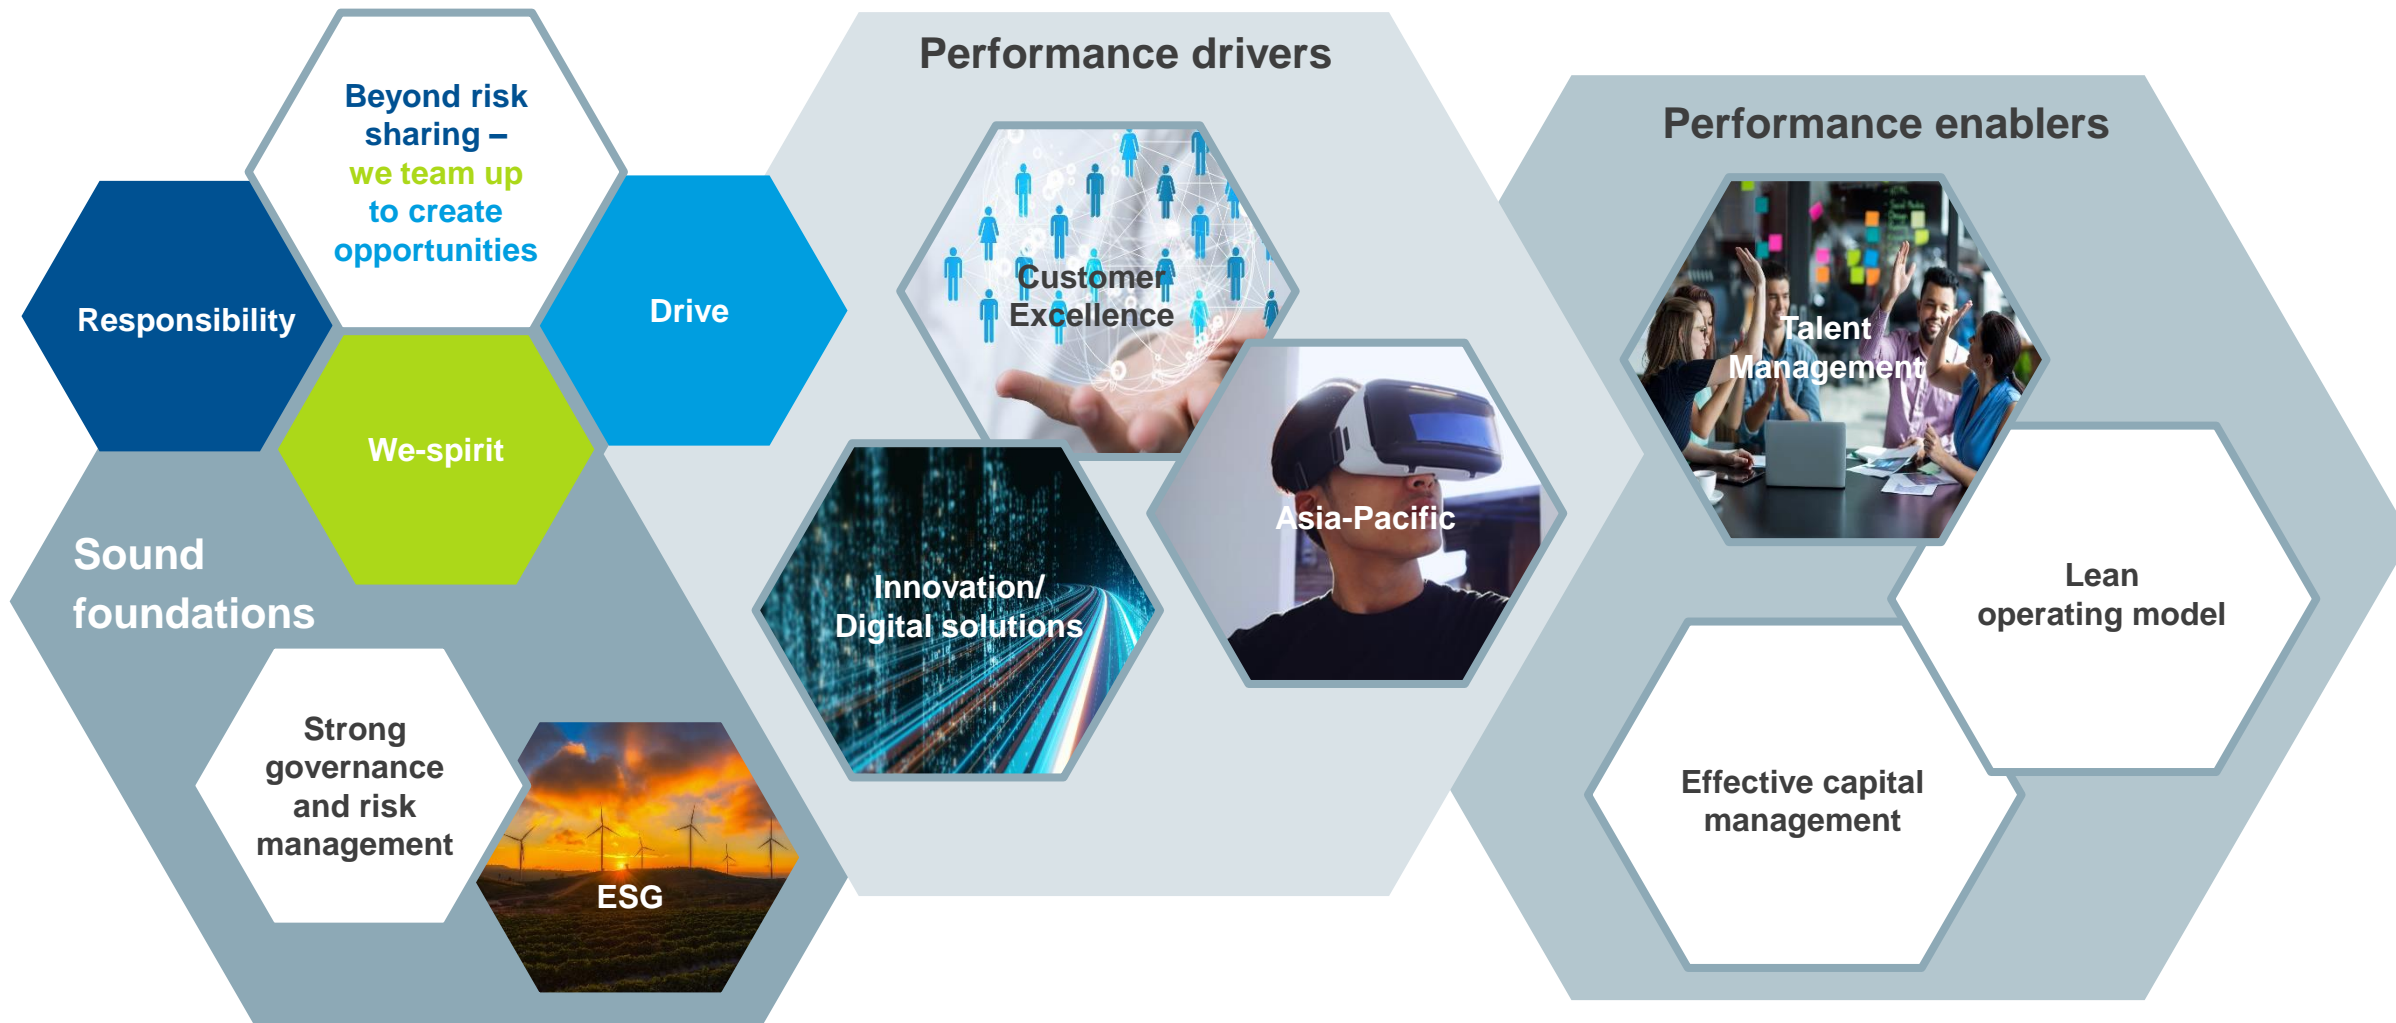 Beyond risk
sharing –
we team up
to create
opportunities
Responsibility
Drive
We-spirit
Sound
foundations
Strong
governance
and risk
management
ESG
Performance drivers
Customer
Excellence
Asia-Pacific
Innovation/
Digital solutions
Performance enablers
Talent
Management
Lean
operating model
Effective capital
management